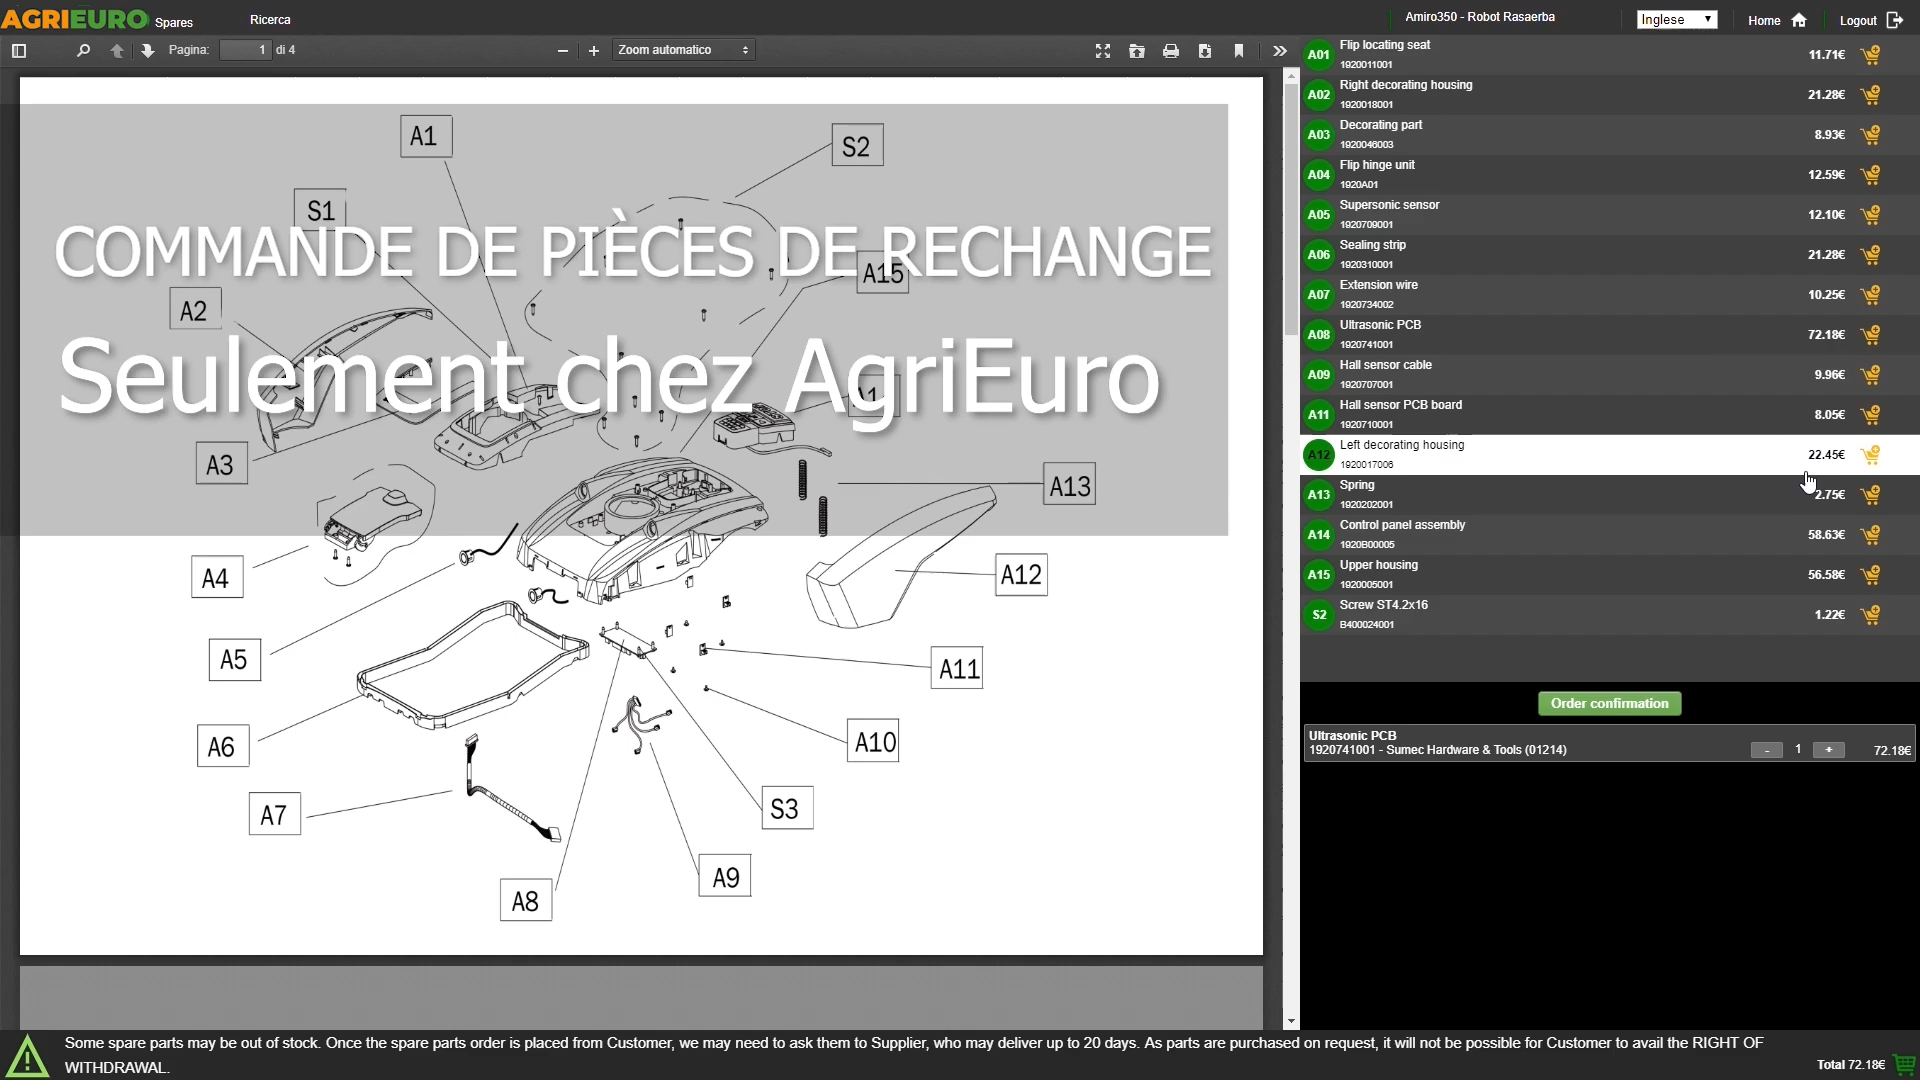 AGRIEURO Spares
Ricerca
Amiro350 - Robot Rasaerba
Inglese
Home
Logout
Pagina: 1 di 4
Zoom automatico
A1
S2
S1
COMMANDE DE PIÈCES DE RECHANGE
A15
A2
Seulement chez AgriEuro
A3
A13
A4
A12
A5
A11
A6
A10
A7
S3
A9
A8
A01 Flip locating seat 11.71€
1920011001
A02 Right decorating housing 21.28€
1920018001
A03 Decorating part 8.93€
1920046003
A04 Flip hinge unit 12.59€
1920A01
A05 Supersonic sensor 12.10€
1920709001
A06 Sealing strip 21.28€
1920310001
A07 Extension wire 10.25€
1920734002
A08 Ultrasonic PCB 72.18€
1920741001
A09 Hall sensor cable 9.96€
1920707001
A11 Hall sensor PCB board 8.05€
1920710001
A12 Left decorating housing 22.45€
1920017006
A13 Spring 2.75€
1920202001
A14 Control panel assembly 58.63€
1920B00005
A15 Upper housing 56.58€
1920005001
S2 Screw ST4.2x16 1.22€
B400024001
Order confirmation
Ultrasonic PCB
1920741001 - Sumec Hardware & Tools (01214) - 1 + 72.18€
Some spare parts may be out of stock. Once the spare parts order is placed from Customer, we may need to ask them to Supplier, who may deliver up to 20 days. As parts are purchased on request, it will not be possible for Customer to avail the RIGHT OF
WITHDRAWAL.
Total 72.18€